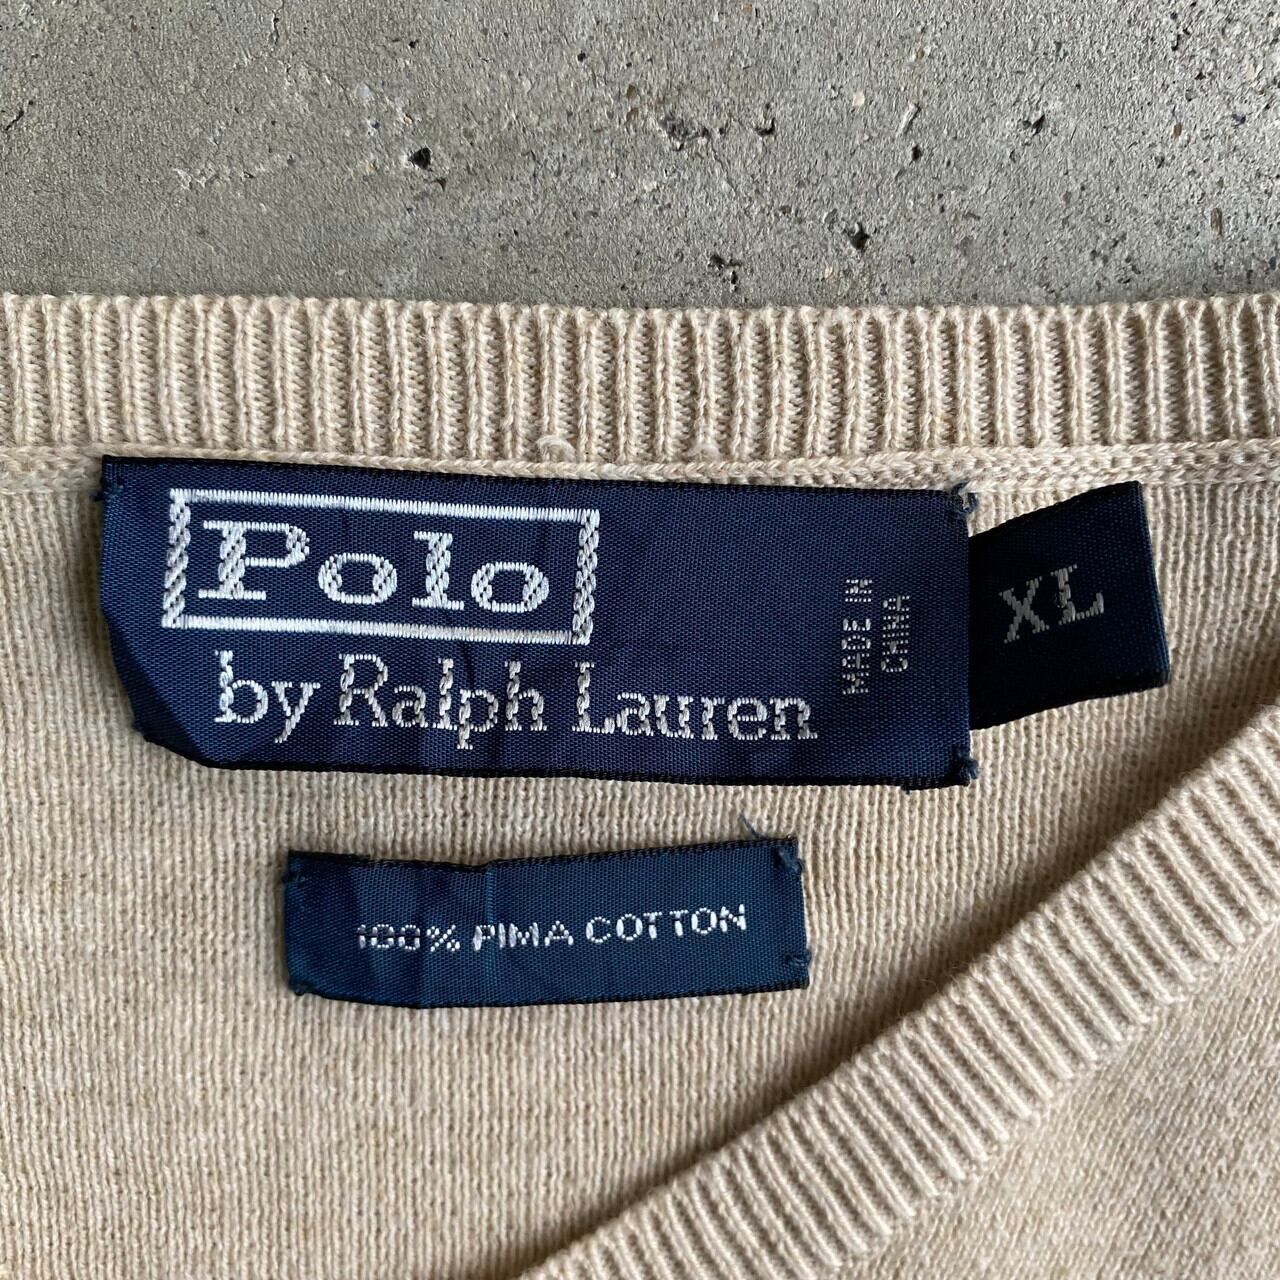 Polo
by Ralph Lauren
MADE IN
CHINA
XL
100% PIMA COTTON